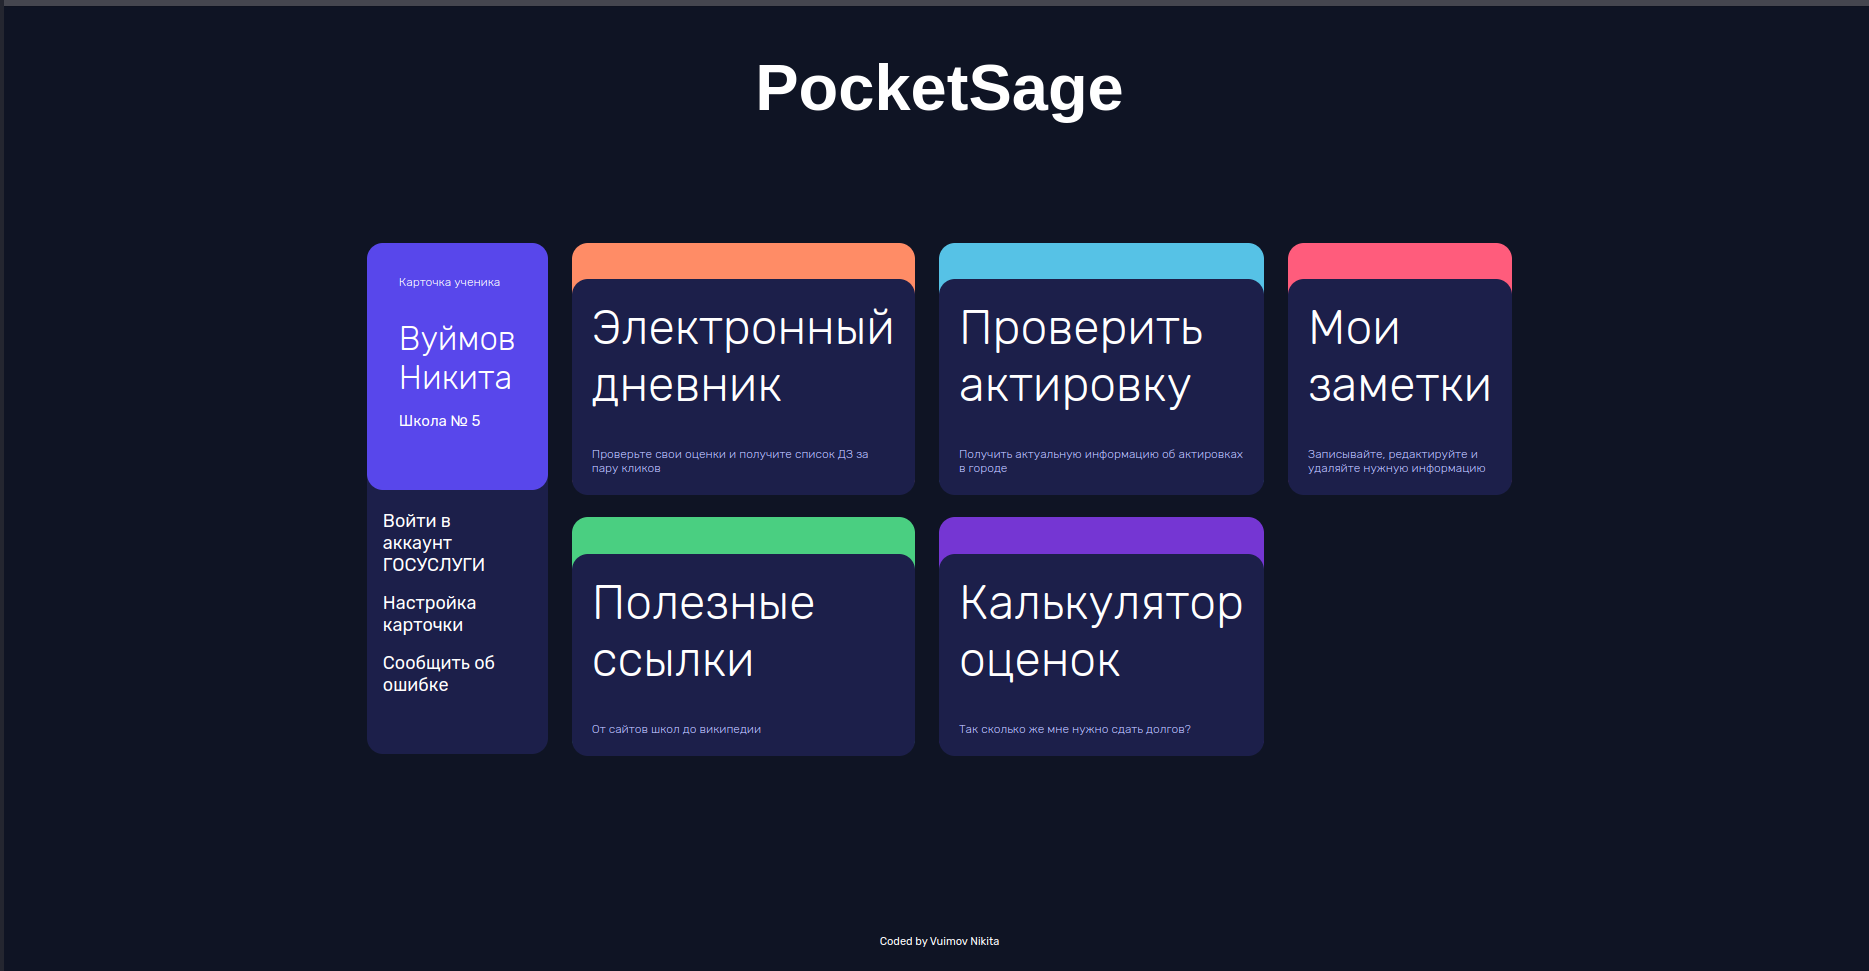 PocketSage
Карточка ученика
Вуймов
Никита
Школа № 5
Войти в
аккаунт
ГОСУСЛУГИ
Настройка
карточки
Сообщить об
ошибке
Электронный
дневник
Проверьте свои оценки и получите список ДЗ за
пару кликов
Проверить
актировку
Получить актуальную информацию об актировках
в городе
Мои
заметки
Записывайте, редактируйте и
удаляйте нужную информацию
Полезные
ссылки
От сайтов школ до википедии
Калькулятор
оценок
Так сколько же мне нужно сдать долгов?
Coded by Vuimov Nikita